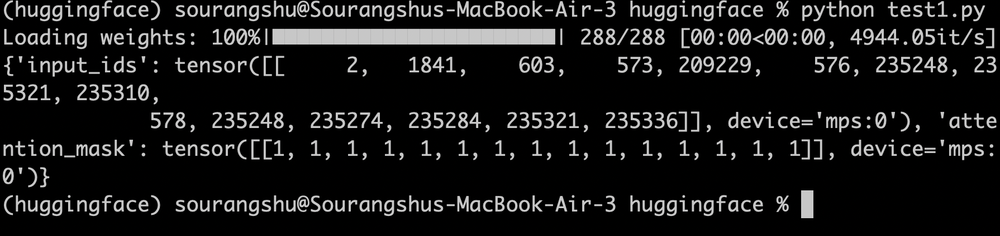 (huggingface) sourangshu@Sourangshus-MacBook-Air-3 huggingface % python test1.py
Loading weights: 100%|███████████████████████| 288/288 [00:00<00:00, 4944.05it/s]
{'input_ids': tensor([[     2,   1841,    603,    573, 209229,    576, 235248, 23
5321, 235310,
            578, 235248, 235274, 235284, 235321, 235336]], device='mps:0'), 'atte
ntion_mask': tensor([[1, 1, 1, 1, 1, 1, 1, 1, 1, 1, 1, 1, 1, 1, 1]], device='mps:
0')}
(huggingface) sourangshu@Sourangshus-MacBook-Air-3 huggingface %